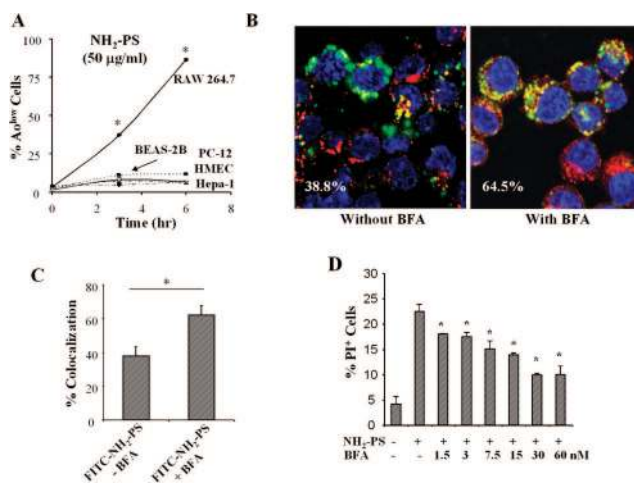 A
NH₂-PS
(50 µg/ml)
% Ao^low Cells
100
75
50
25
0
*
*
RAW 264.7
BEAS-2B
PC-12
HMEC
Hepa-1
0 2 4 6 8
Time (hr)
B
38.8%
64.5%
Without BFA
With BFA
C
% Colocalization
80
60
40
20
0
*
FITC-NH₂-PS
- BFA
FITC-NH₂-PS
+ BFA
D
% PI⁺ Cells
30
25
20
15
10
5
0
* * * * * *
NH₂-PS - + + + + + + +
BFA - - 1.5 3 7.5 15 30 60 nM